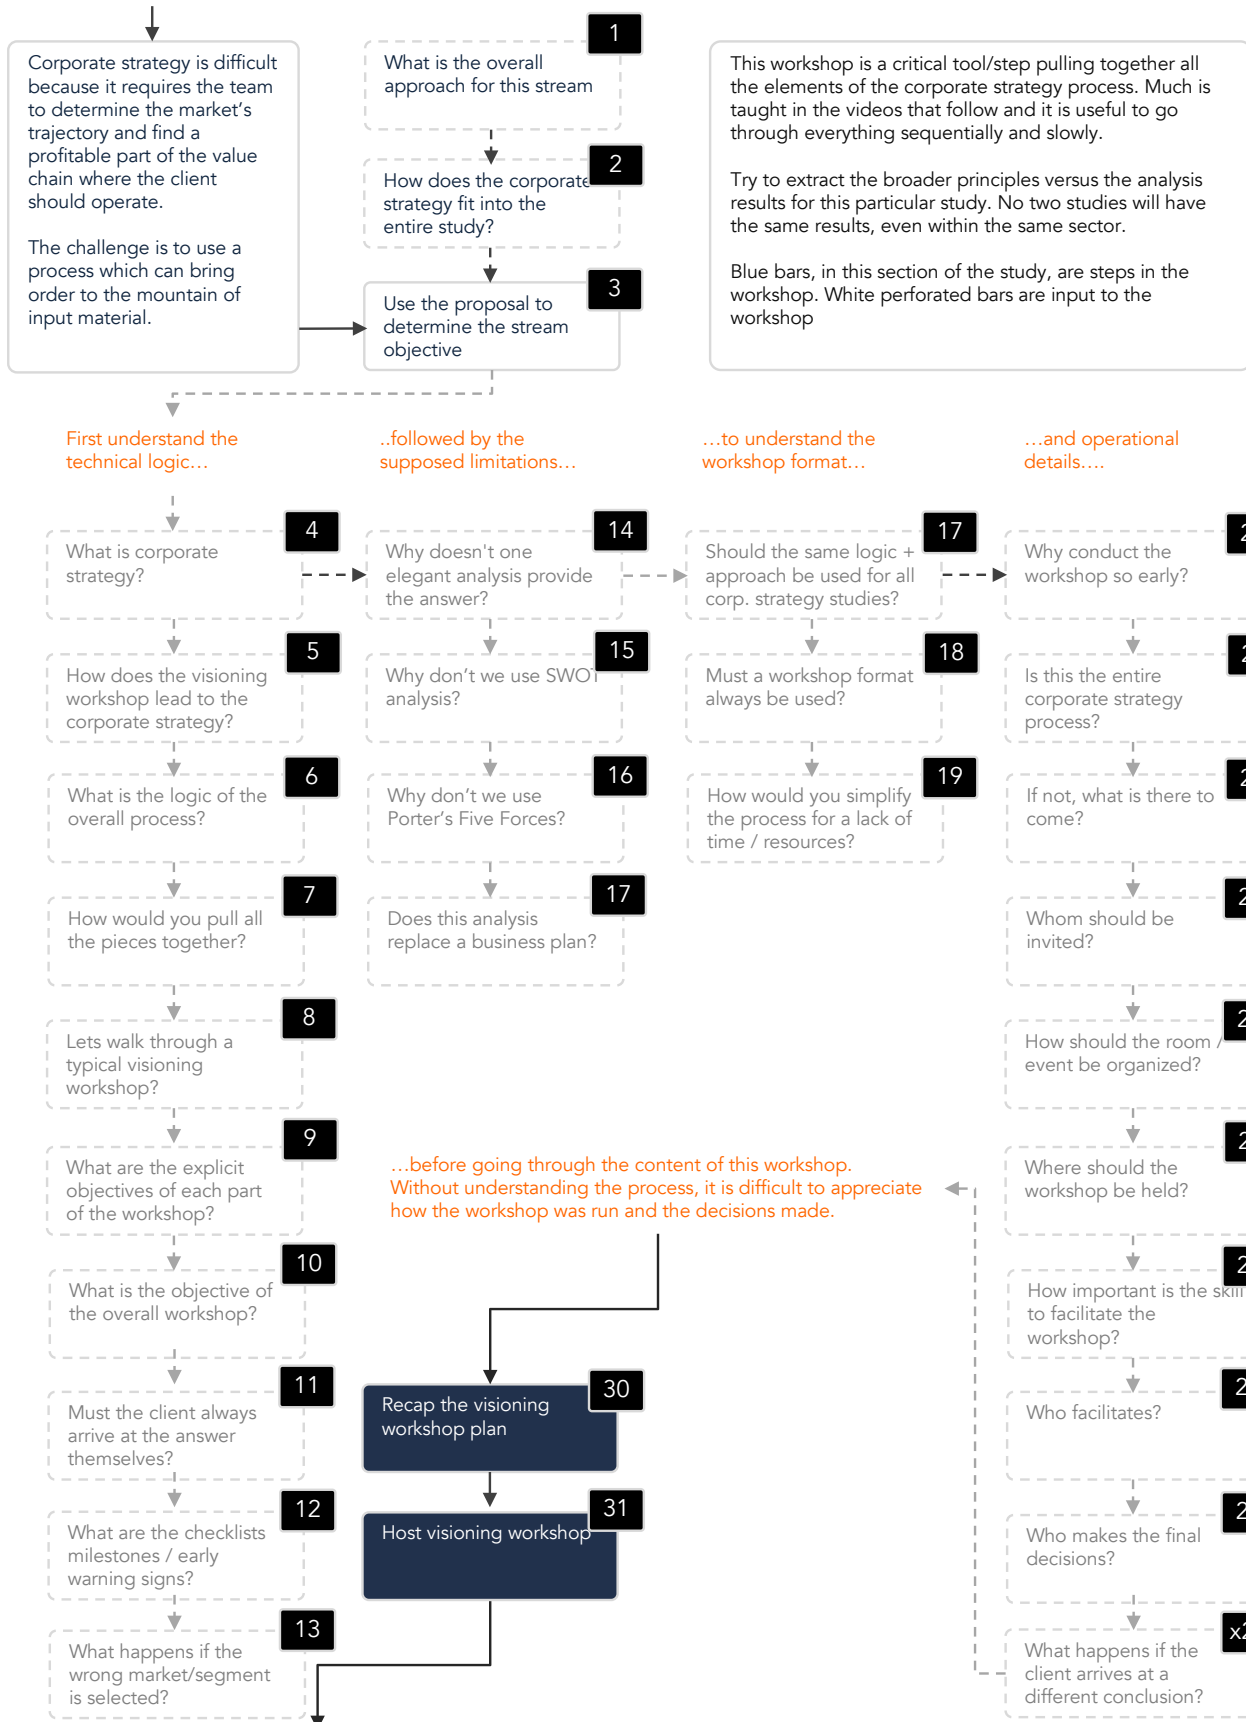 Corporate strategy is difficult
because it requires the team
to determine the market's
trajectory and find a
profitable part of the value
chain where the client
should operate.
The challenge is to use a
process which can bring
order to the mountain of
input material.
1
What is the overall
approach for this stream
2
How does the corporate
strategy fit into the
entire study?
3
Use the proposal to
determine the stream
objective
This workshop is a critical tool/step pulling together all
the elements of the corporate strategy process. Much is
taught in the videos that follow and it is useful to go
through everything sequentially and slowly.
Try to extract the broader principles versus the analysis
results for this particular study. No two studies will have
the same results, even within the same sector.
Blue bars, in this section of the study, are steps in the
workshop. White perforated bars are input to the
workshop
First understand the
technical logic…
4
What is corporate
strategy?
5
How does the visioning
workshop lead to the
corporate strategy?
6
What is the logic of the
overall process?
7
How would you pull all
the pieces together?
8
Lets walk through a
typical visioning
workshop?
9
What are the explicit
objectives of each part
of the workshop?
10
What is the objective of
the overall workshop?
11
Must the client always
arrive at the answer
themselves?
12
What are the checklists
milestones / early
warning signs?
13
What happens if the
wrong market/segment
is selected?
..followed by the
supposed limitations…
14
Why doesn't one
elegant analysis provide
the answer?
15
Why don't we use SWOT
analysis?
16
Why don't we use
Porter's Five Forces?
17
Does this analysis
replace a business plan?
…to understand the
workshop format…
17
Should the same logic +
approach be used for all
corp. strategy studies?
18
Must a workshop format
always be used?
19
How would you simplify
the process for a lack of
time / resources?
…and operational
details….
Why conduct the
workshop so early?
Is this the entire
corporate strategy
process?
If not, what is there to
come?
Whom should be
invited?
How should the room /
event be organized?
Where should the
workshop be held?
How important is the skill
to facilitate the
workshop?
Who facilitates?
Who makes the final
decisions?
What happens if the
client arrives at a
different conclusion?
…before going through the content of this workshop.
Without understanding the process, it is difficult to appreciate
how the workshop was run and the decisions made.
30
Recap the visioning
workshop plan
31
Host visioning workshop